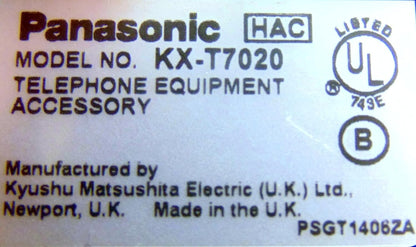 Panasonic HAC
MODEL NO. KX-T7020
TELEPHONE EQUIPMENT
ACCESSORY
LISTED
UL
®
749E
B
Manufactured by
Kyushu Matsushita Electric (U.K.) Ltd.,
Newport, U.K. Made in the U.K.
PSGT1406ZA